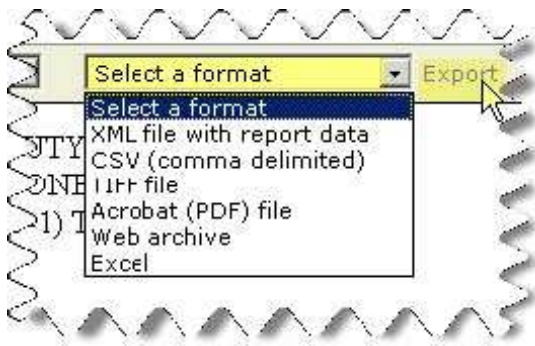 Select a format Export
Select a format
XML file with report data
CSV (comma delimited)
TIFF file
Acrobat (PDF) file
Web archive
Excel